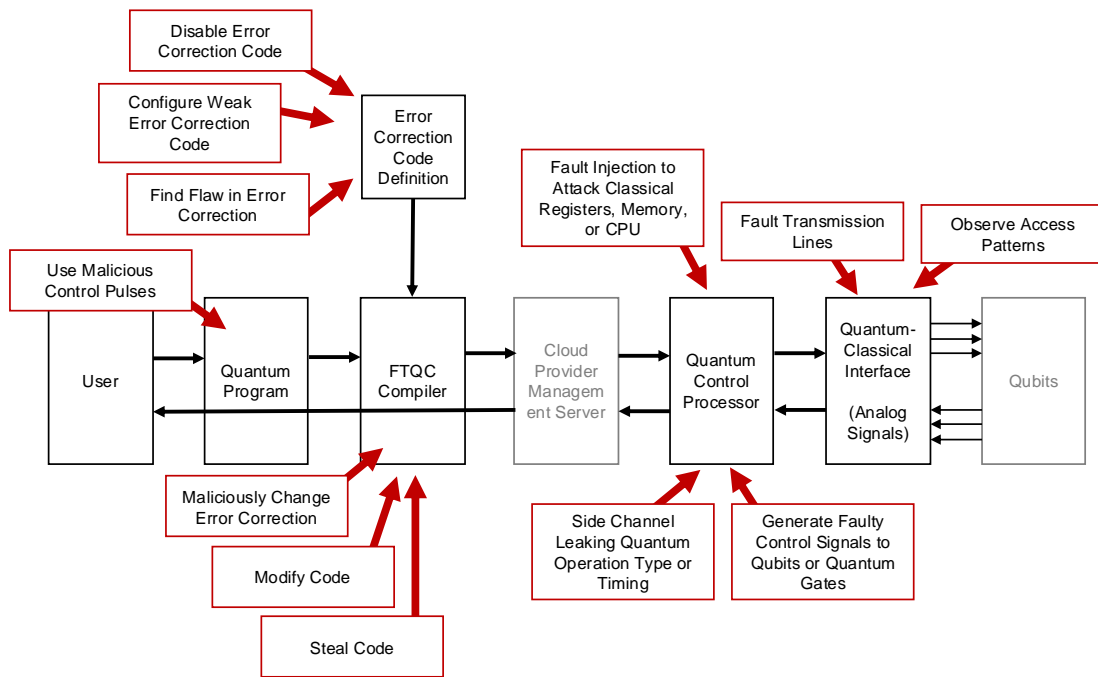 Disable Error
Correction Code
Configure Weak
Error Correction
Code
Find Flaw in Error
Correction
Error
Correction
Code
Definition
Fault Injection to
Attack Classical
Registers, Memory,
or CPU
Fault Transmission
Lines
Observe Access
Patterns
Use Malicious
Control Pulses
User
Quantum
Program
FTQC
Compiler
Cloud
Provider
Managem
ent Server
Quantum
Control
Processor
Quantum-
Classical
Interface
(Analog
Signals)
Qubits
Maliciously Change
Error Correction
Modify Code
Steal Code
Side Channel
Leaking Quantum
Operation Type or
Timing
Generate Faulty
Control Signals to
Qubits or Quantum
Gates